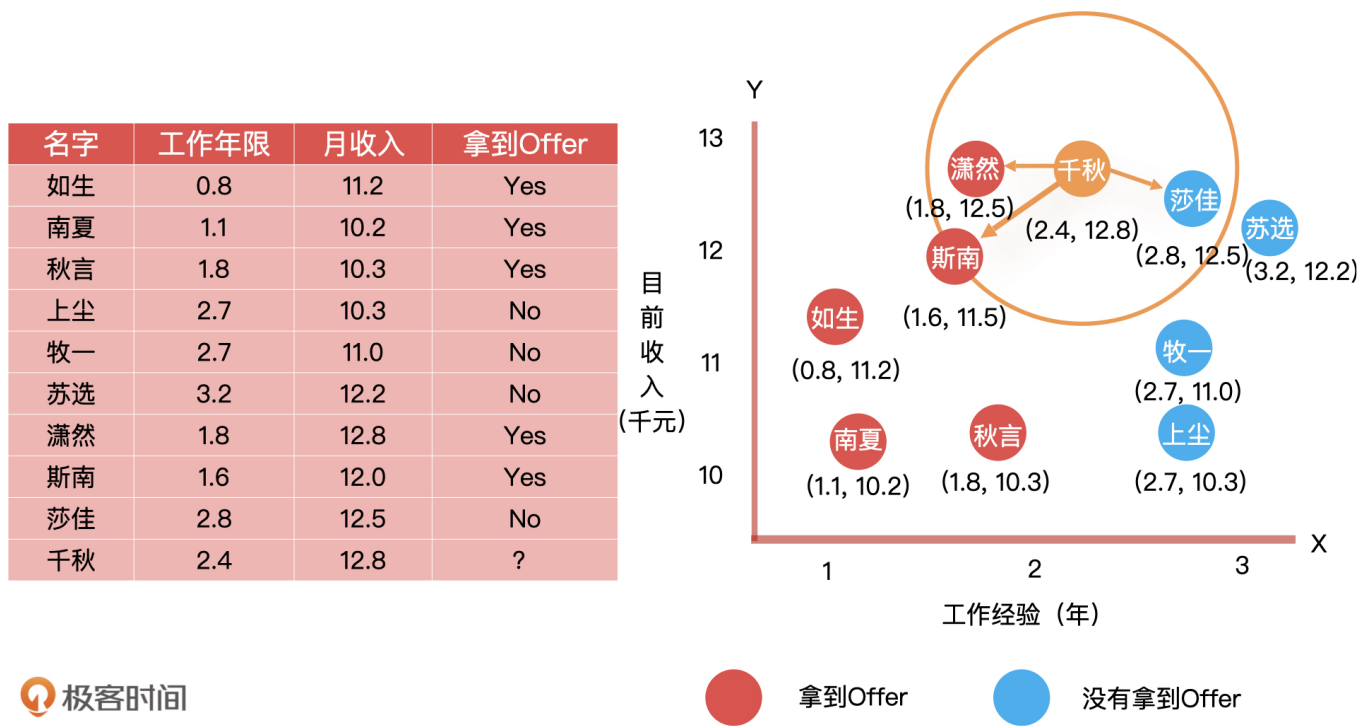 名字 工作年限 月收入 拿到Offer
如生 0.8 11.2 Yes
南夏 1.1 10.2 Yes
秋言 1.8 10.3 Yes
上尘 2.7 10.3 No
牧一 2.7 11.0 No
苏选 3.2 12.2 No
潇然 1.8 12.8 Yes
斯南 1.6 12.0 Yes
莎佳 2.8 12.5 No
千秋 2.4 12.8 ?
Y
13
12
11
10
目
前
收
入
(千元)
潇然
(1.8, 12.5)
千秋
(2.4, 12.8)
莎佳
(2.8, 12.5)
苏选
(3.2, 12.2)
斯南
(1.6, 11.5)
如生
(0.8, 11.2)
牧一
(2.7, 11.0)
南夏
(1.1, 10.2)
秋言
(1.8, 10.3)
上尘
(2.7, 10.3)
X
1 2 3
工作经验（年）
极客时间
拿到Offer
没有拿到Offer